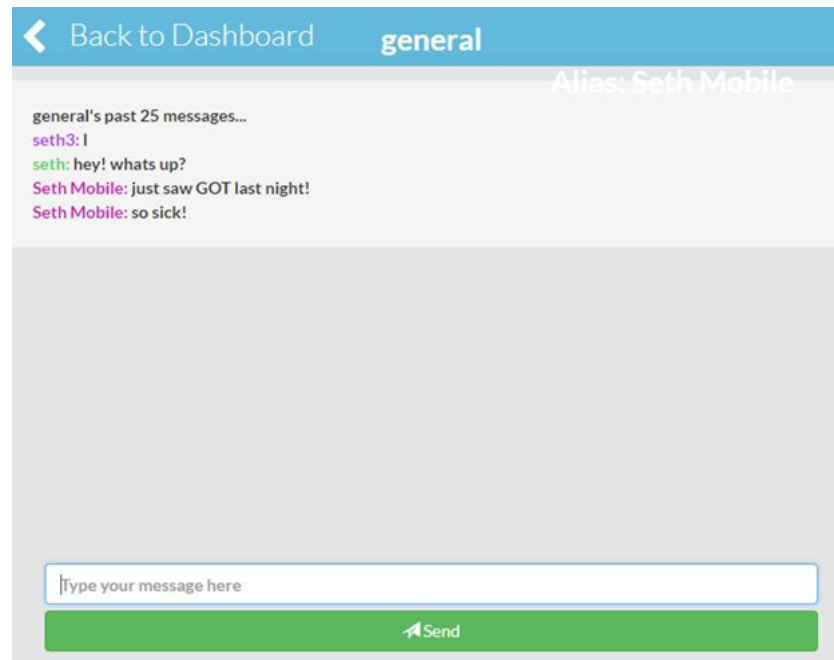 Back to Dashboard
general
Alias: Seth Mobile
general's past 25 messages...
seth3: I
seth: hey! whats up?
Seth Mobile: just saw GOT last night!
Seth Mobile: so sick!
Type your message here
Send